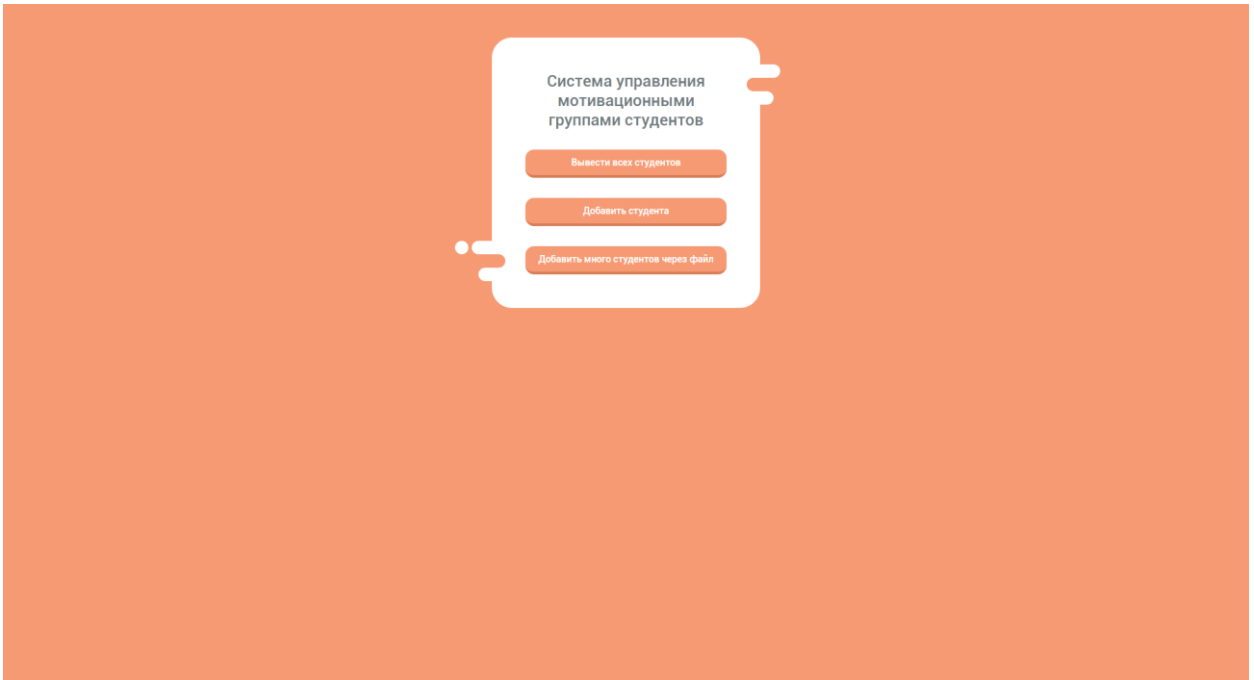 Система управления
мотивационными
группами студентов
Вывести всех студентов
Добавить студента
Добавить много студентов через файл